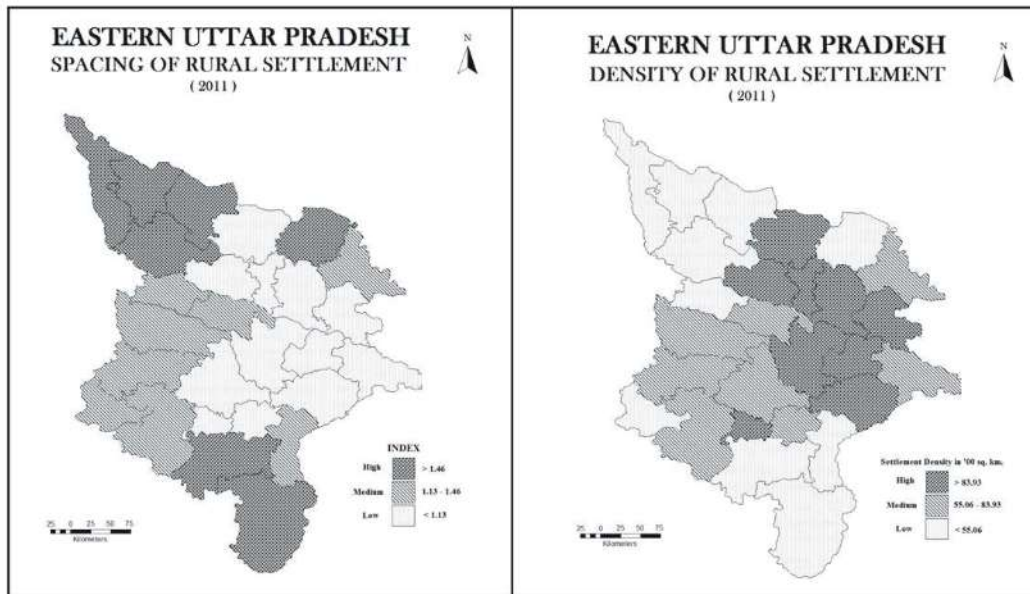 EASTERN UTTAR PRADESH
SPACING OF RURAL SETTLEMENT
( 2011 )
N
INDEX
High > 1.46
Medium 1.13 - 1.46
Low < 1.13
25 0 25 50 75
Kilometers
EASTERN UTTAR PRADESH
DENSITY OF RURAL SETTLEMENT
( 2011 )
N
Settlement Density in '00 sq. km.
High > 83.93
Medium 55.06 - 83.93
Low < 55.06
25 0 25 50 75
Kilometers